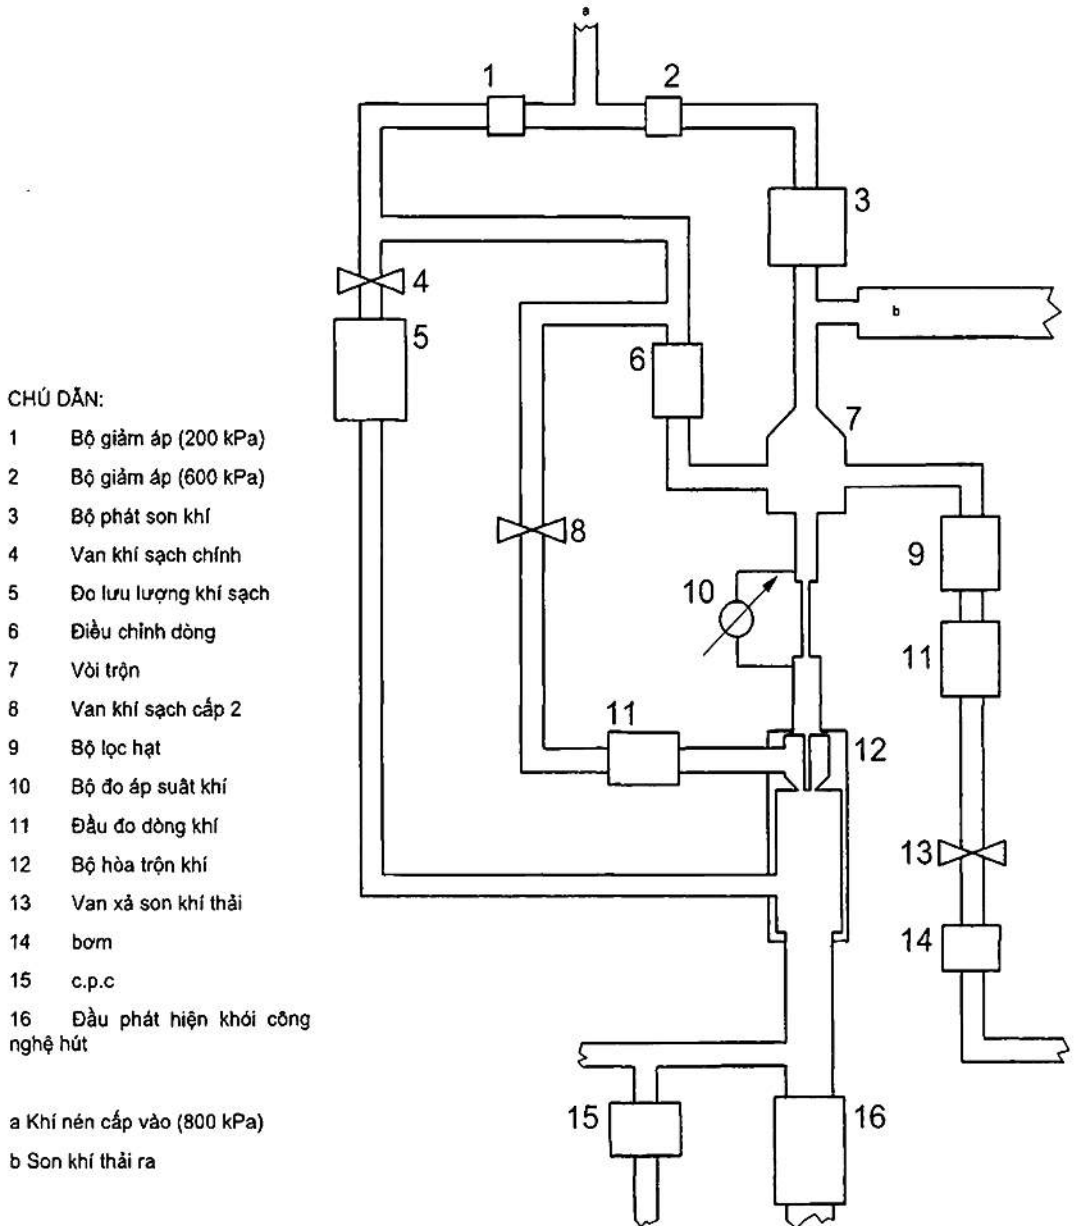 a
1
2
3
4
b
5
6
CHÚ DẪN:
7
1 Bộ giảm áp (200 kPa)
2 Bộ giảm áp (600 kPa)
3 Bộ phát son khí
8
4 Van khí sạch chính
9
5 Đo lưu lượng khí sạch
10
6 Điều chỉnh dòng
11
7 Vòi trộn
8 Van khí sạch cấp 2
11
9 Bộ lọc hạt
12
10 Bộ đo áp suất khí
11 Đầu đo dòng khí
12 Bộ hòa trộn khí
13
13 Van xả son khí thải
14 bơm
14
15 c.p.c
16 Đầu phát hiện khói công
nghệ hút
a Khí nén cấp vào (800 kPa)
15
16
b Son khí thải ra